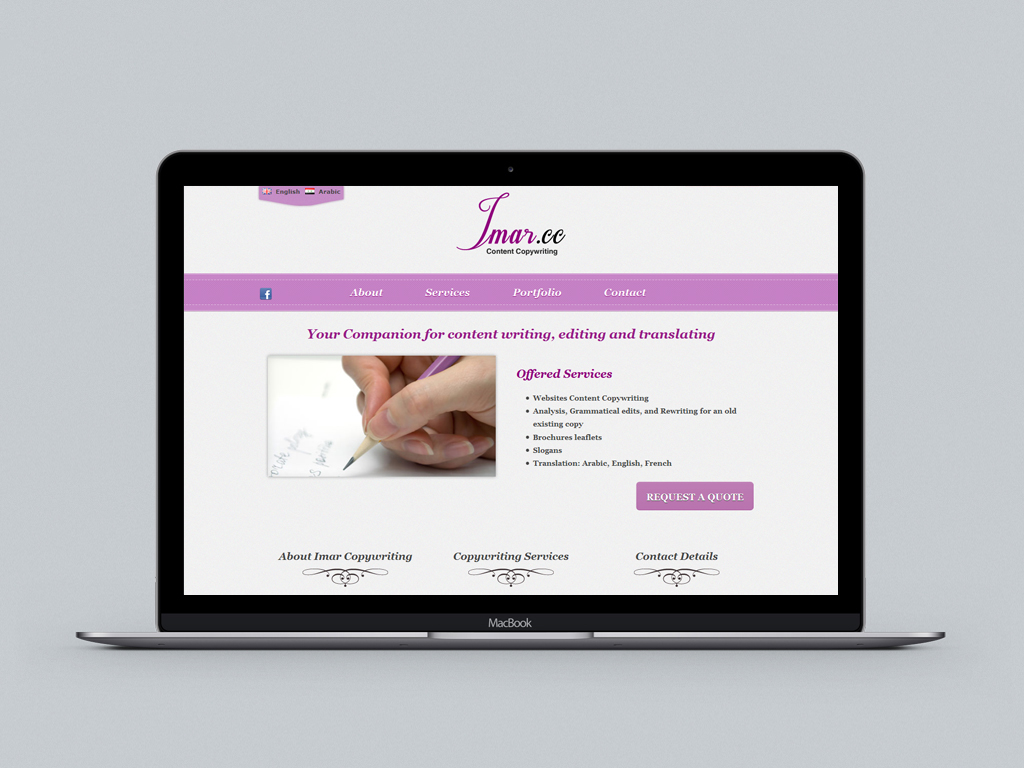 English Arabic
Imar.cc
Content Copywriting
About Services Portfolio Contact
Your Companion for content writing, editing and translating
Offered Services
Websites Content Copywriting
Analysis, Grammatical edits, and Rewriting for an old
existing copy
Brochures leaflets
Slogans
Translation: Arabic, English, French
REQUEST A QUOTE
About Imar Copywriting Copywriting Services Contact Details
MacBook